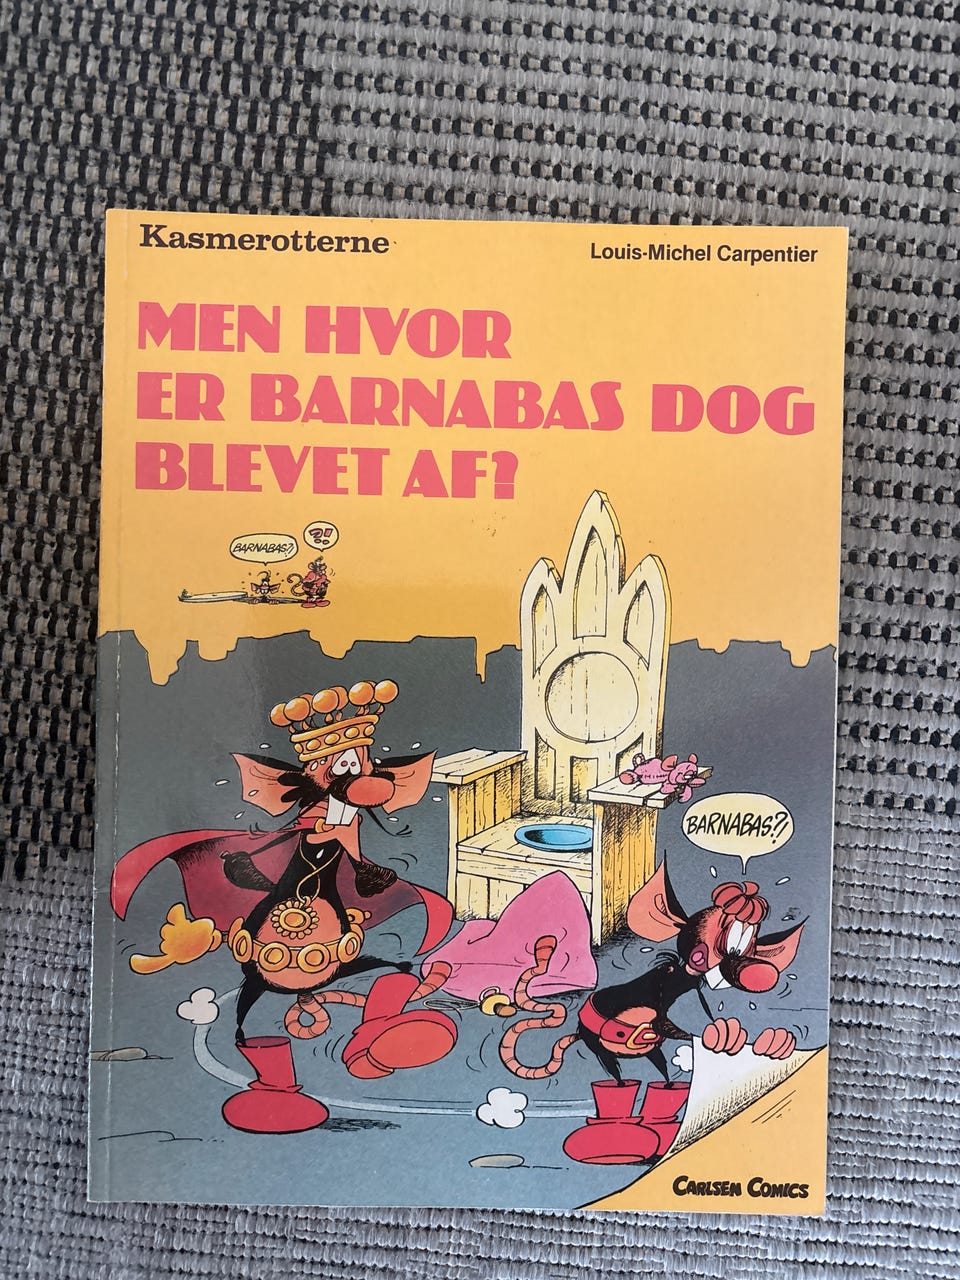 Kasmerotterne
Louis-Michel Carpentier
MEN HVOR
ER BARNABAS DOG
BLEVET AF?
BARNABAS?!
?!
BARNABAS?!
CARLSEN COMICS